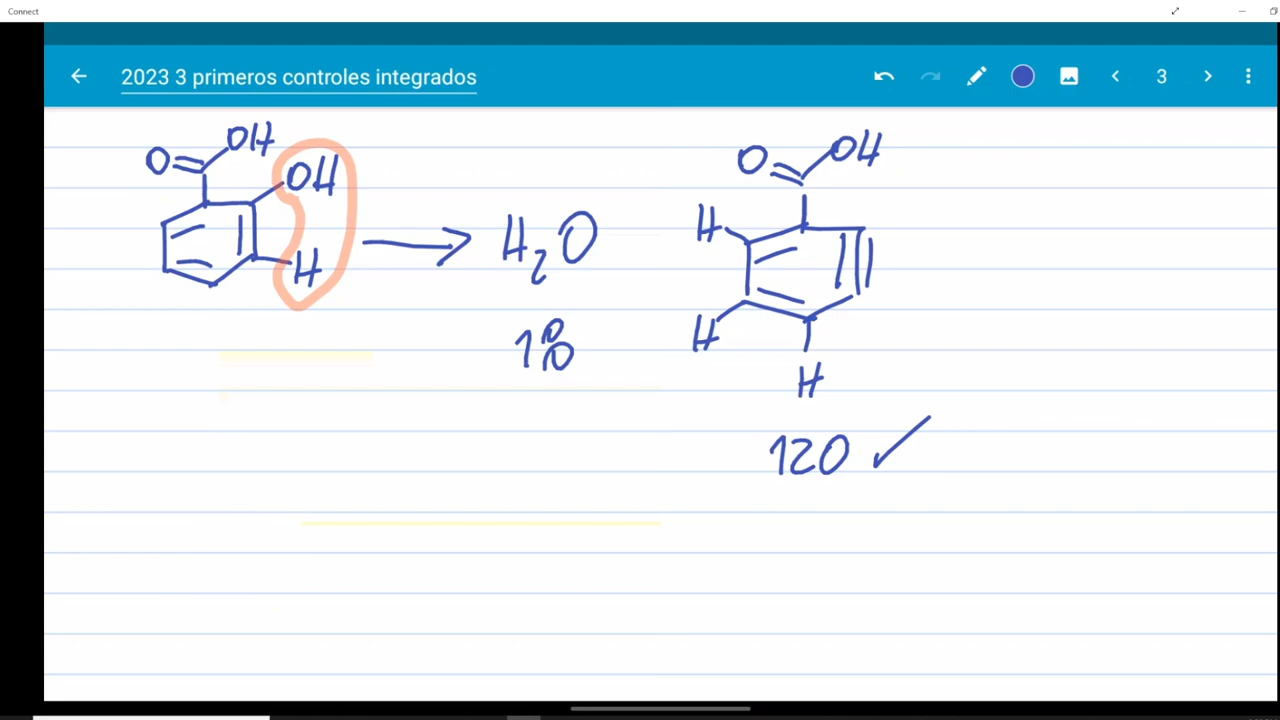 Connect
2023 3 primeros controles integrados
3
OH
O
OH
H
H₂O
18
O
OH
H
H
H
120 ✓